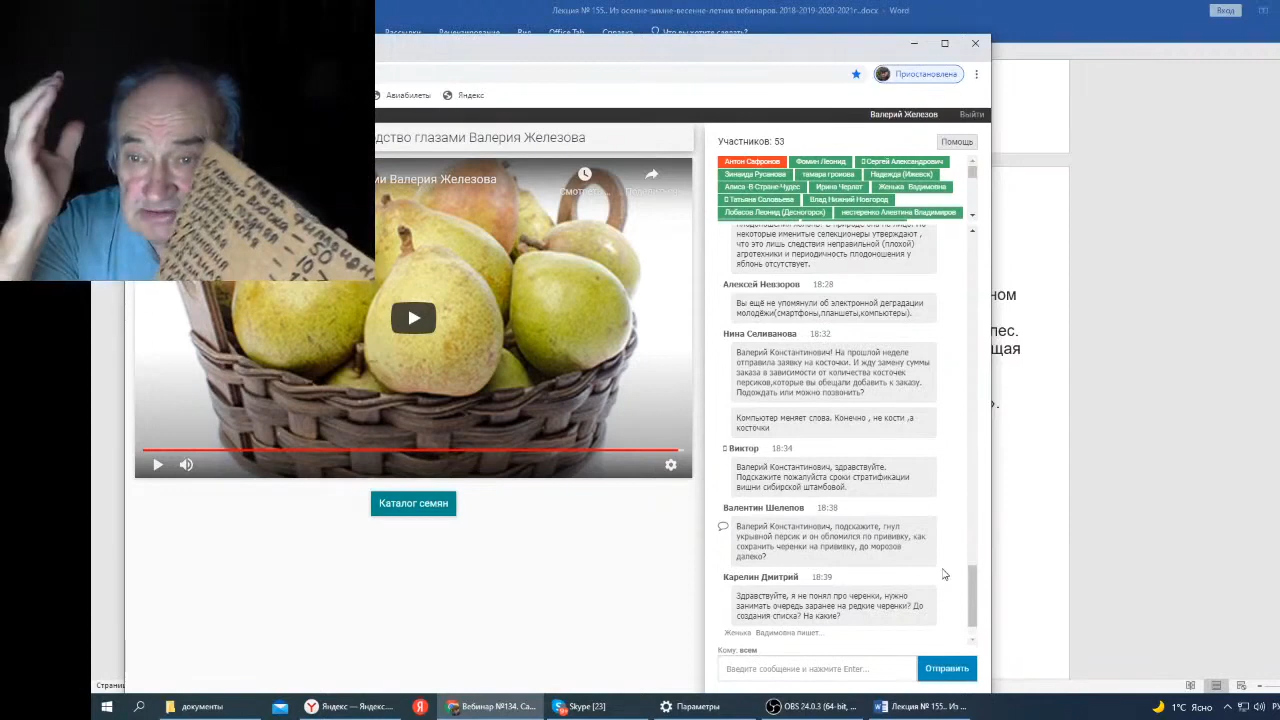 Лекция № 155.. Из осенне-зимне-весенне-летних вебинаров. 2018-2019-2020-2021г..docx - Word
Вход
Рассылки Рецензирование Вид Office Tab Справка Что вы хотите сделать?
Приостановлена
Авиабилеты Яндекс
Валерий Железов Выйти
дство глазами Валерия Железова
Участников: 53
Помощь
Антон Сафронов Фомин Леонид Сергей Александрович
Зинаида Русанова тамара громова Надежда (Ижевск)
Алиса -В-Стране-Чудес Ирина Черлат Женька Вадимовна
Татьяна Соловьева Влад Нижний Новгород
Лобасов Леонид (Десногорск) нестеренко Алевтина Владимиров
ии Валерия Железова
некоторые именитые селекционеры утверждают ,
что это лишь следствия неправильной (плохой)
агротехники и периодичность плодоношения у
яблонь отсутствует.
Алексей Невзоров 18:28
Вы ещё не упомянули об электронной деградации
молодёжи(смартфоны,планшеты,компьютеры).
Нина Селиванова 18:32
Валерий Константинович! На прошлой неделе
отправила заявку на косточки. И жду замену суммы
заказа в зависимости от количества косточек
персиков,которые вы обещали добавить к заказу.
Подождать или можно позвонить?
Компьютер меняет слова. Конечно , не кости ,а
косточки
Виктор 18:34
Валерий Константинович, здравствуйте.
Подскажите пожалуйста сроки стратификации
вишни сибирской штамбовой.
Валентин Шелепов 18:38
Валерий Константинович, подскажите, гнул
укрывной персик и он обломился по прививку, как
сохранить черенки на прививку, до морозов
далеко?
Карелин Дмитрий 18:39
Здравствуйте, я не понял про черенки, нужно
занимать очередь заранее на редкие черенки? До
создания списка? На какие?
Женька Вадимовна пишет...
Кому: всем
Введите сообщение и нажмите Enter...
Отправить
Каталог семян
ном
лес.
щая
Страниц
документы
Яндекс —...
Вебинар №134. Са...
Skype [23]
Параметры
OBS 24.0.3 (64-bit, ...
Лекция № 155.. Из ...
1°C Ясно